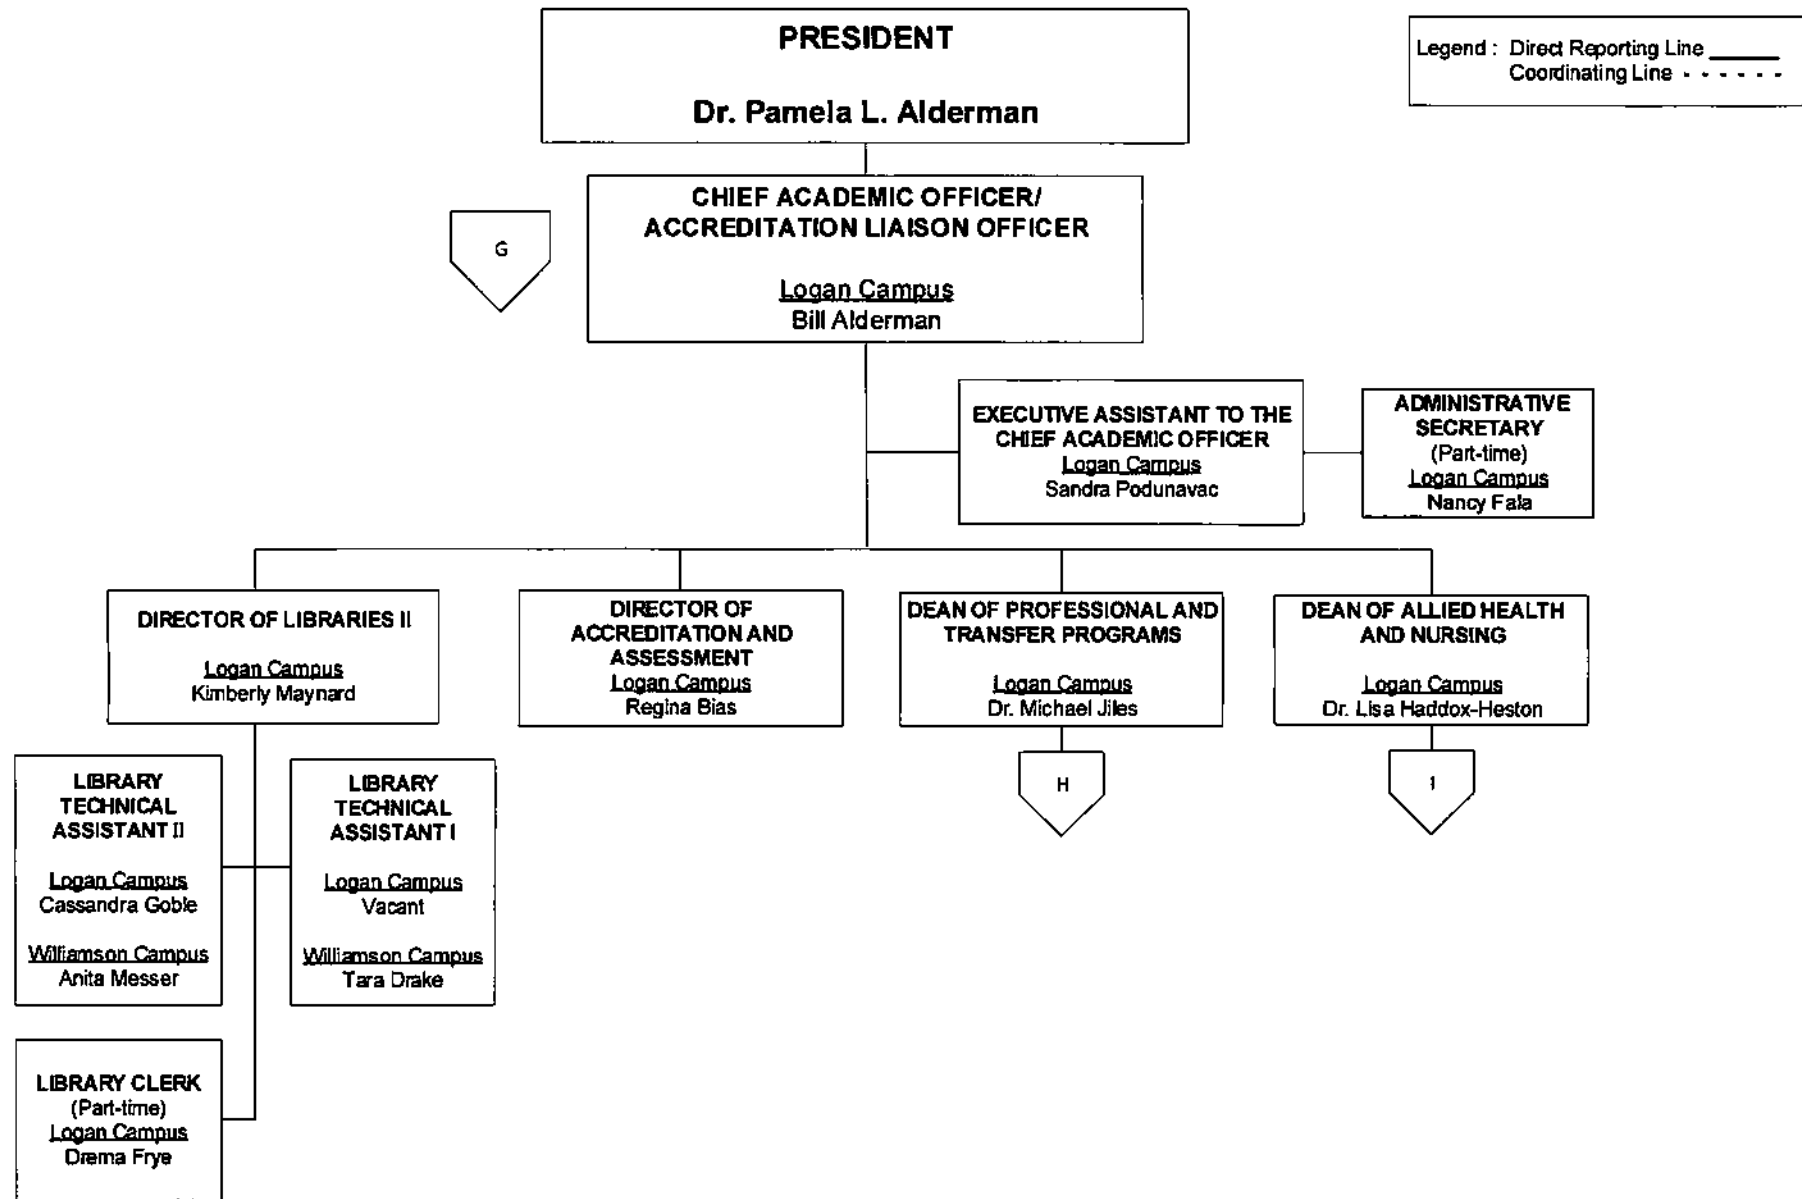 PRESIDENT
Dr. Pamela L. Alderman
Legend : Direct Reporting Line
Coordinating Line - - - - - -
CHIEF ACADEMIC OFFICER/
ACCREDITATION LIAISON OFFICER
Logan Campus
Bill Alderman
G
EXECUTIVE ASSISTANT TO THE
CHIEF ACADEMIC OFFICER
Logan Campus
Sandra Podunavac
ADMINISTRATIVE
SECRETARY
(Part-time)
Logan Campus
Nancy Fala
DIRECTOR OF LIBRARIES II
Logan Campus
Kimberly Maynard
DIRECTOR OF
ACCREDITATION AND
ASSESSMENT
Logan Campus
Regina Bias
DEAN OF PROFESSIONAL AND
TRANSFER PROGRAMS
Logan Campus
Dr. Michael Jiles
DEAN OF ALLIED HEALTH
AND NURSING
Logan Campus
Dr. Lisa Haddox-Heston
H
I
LIBRARY
TECHNICAL
ASSISTANT II
Logan Campus
Cassandra Goble
Williamson Campus
Anita Messer
LIBRARY
TECHNICAL
ASSISTANT I
Logan Campus
Vacant
Williamson Campus
Tara Drake
LIBRARY CLERK
(Part-time)
Logan Campus
Drema Frye